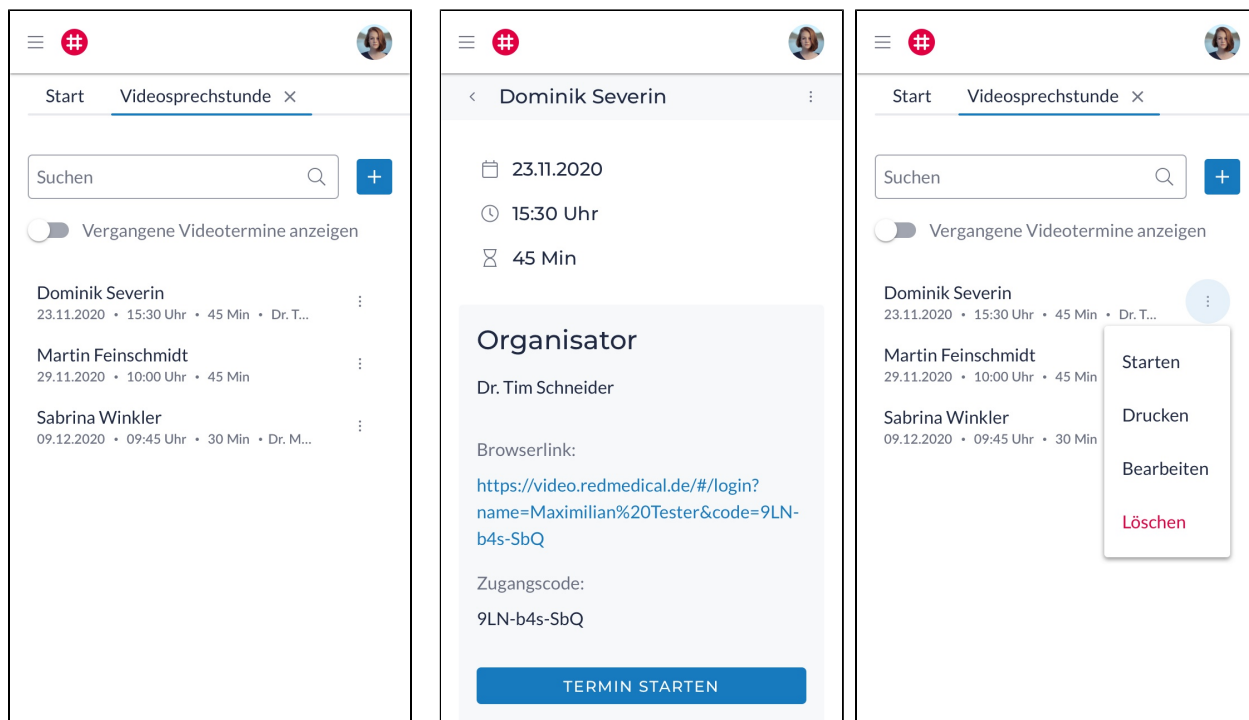 Start Videosprechstunde
Suchen
Vergangene Videotermine anzeigen
Dominik Severin
23.11.2020 • 15:30 Uhr • 45 Min • Dr. T...
Martin Feinschmidt
29.11.2020 • 10:00 Uhr • 45 Min
Sabrina Winkler
09.12.2020 • 09:45 Uhr • 30 Min • Dr. M...
Dominik Severin
23.11.2020
15:30 Uhr
45 Min
Organisator
Dr. Tim Schneider
Browserlink:
https://video.redmedical.de/#/login?
name=Maximilian%20Tester&code=9LN-
b4s-SbQ
Zugangscode:
9LN-b4s-SbQ
TERMIN STARTEN
Start Videosprechstunde
Suchen
Vergangene Videotermine anzeigen
Dominik Severin
23.11.2020 • 15:30 Uhr • 45 Min • Dr. T...
Martin Feinschmidt
29.11.2020 • 10:00 Uhr • 45 Min
Sabrina Winkler
09.12.2020 • 09:45 Uhr • 30 Min
Starten
Drucken
Bearbeiten
Löschen